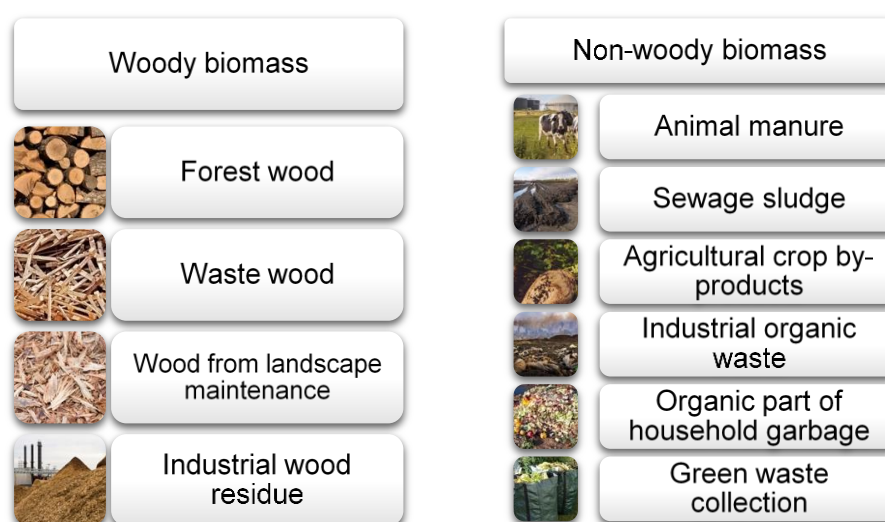 Woody biomass
Forest wood
Waste wood
Wood from landscape
maintenance
Industrial wood
residue
Non-woody biomass
Animal manure
Sewage sludge
Agricultural crop by-
products
Industrial organic
waste
Organic part of
household garbage
Green waste
collection